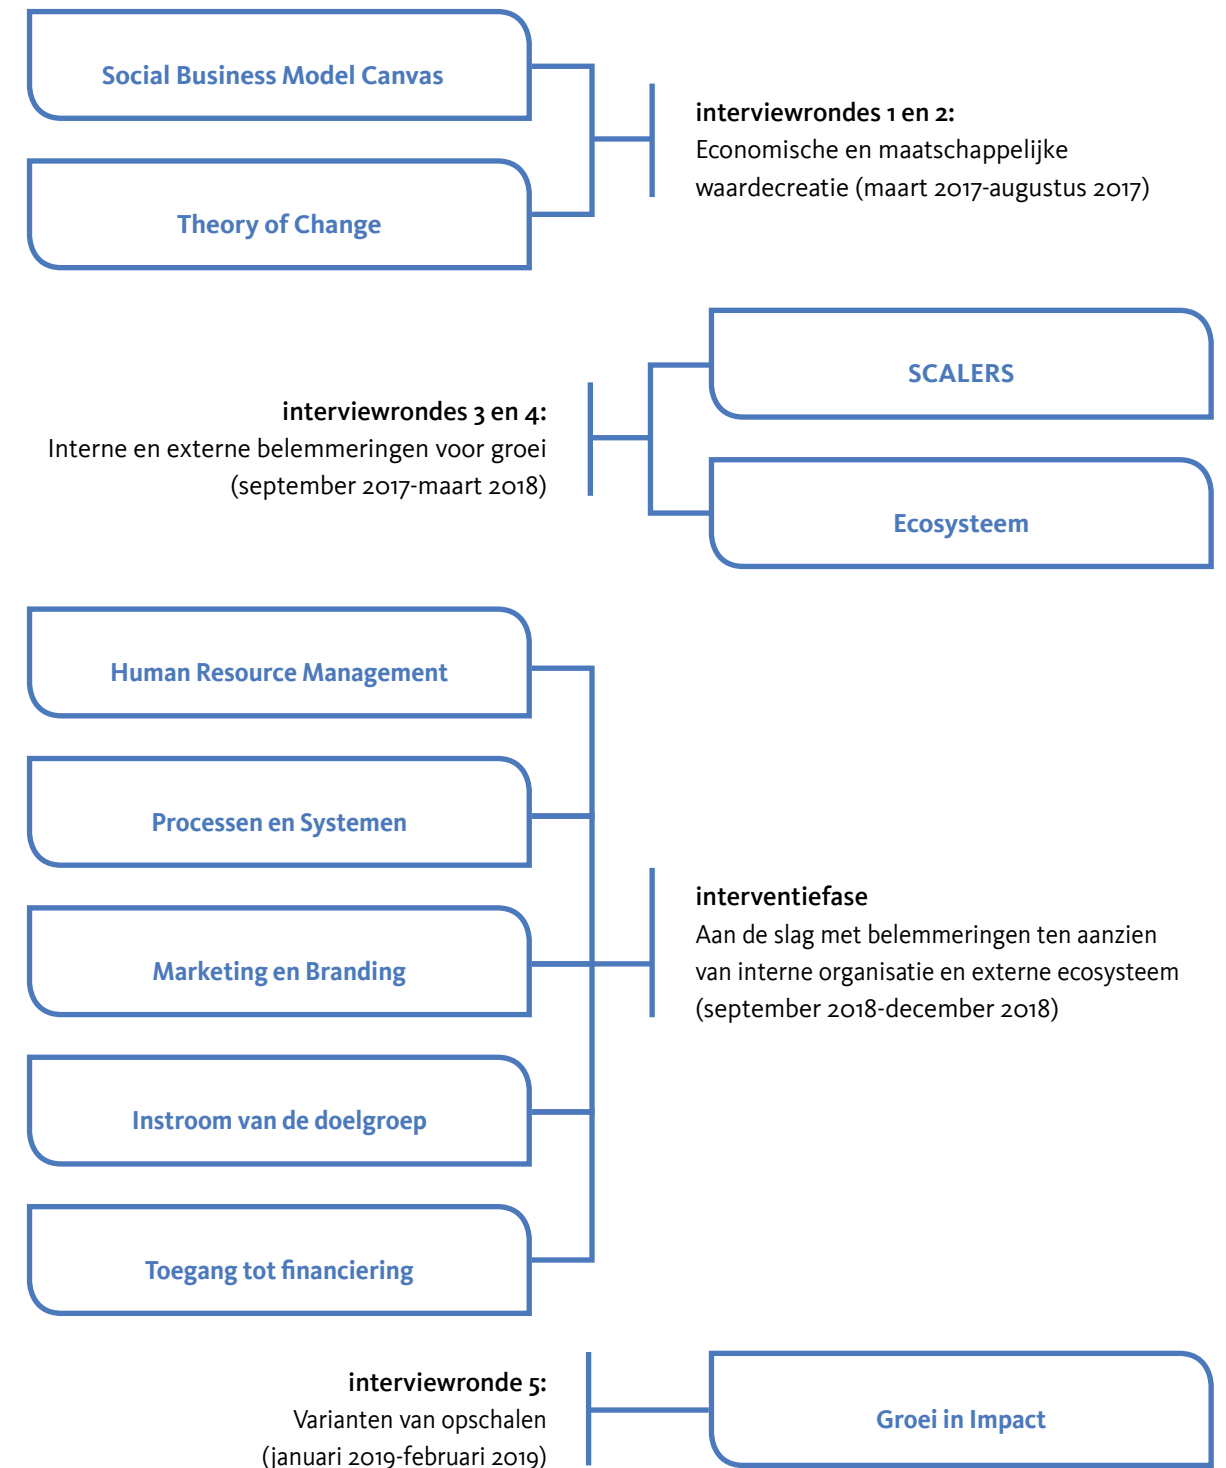 Social Business Model Canvas
Theory of Change
interviewrondes 1 en 2:
Economische en maatschappelijke
waardecreatie (maart 2017-augustus 2017)
interviewrondes 3 en 4:
Interne en externe belemmeringen voor groei
(september 2017-maart 2018)
SCALERS
Ecosysteem
Human Resource Management
Processen en Systemen
Marketing en Branding
Instroom van de doelgroep
Toegang tot financiering
interventiefase
Aan de slag met belemmeringen ten aanzien
van interne organisatie en externe ecosysteem
(september 2018-december 2018)
interviewronde 5:
Varianten van opschalen
(januari 2019-februari 2019)
Groei in Impact